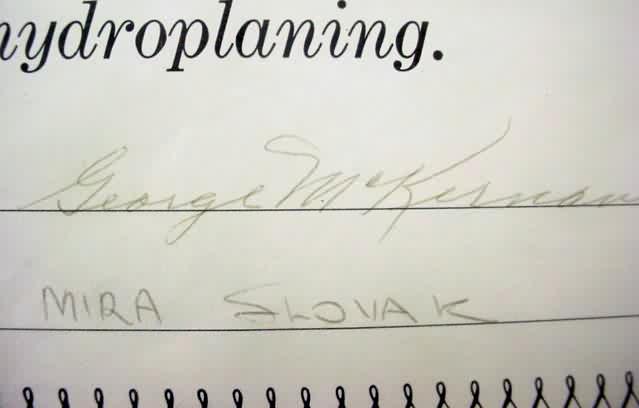 hydroplaning.
George McKernan
MIRA SLOVAK